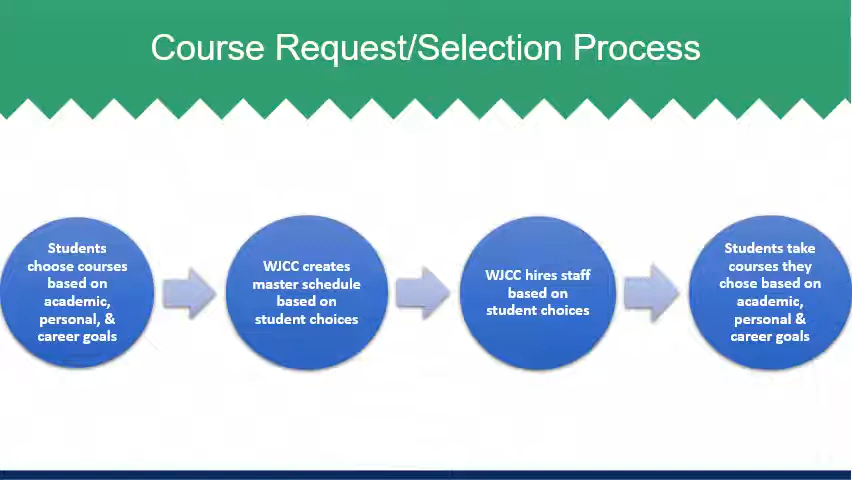 Course Request/Selection Process
Students
choose courses
based on
academic,
personal, &
career goals
WJCC creates
master schedule
based on
student choices
WJCC hires staff
based on
student choices
Students take
courses they
chose based on
academic,
personal &
career goals